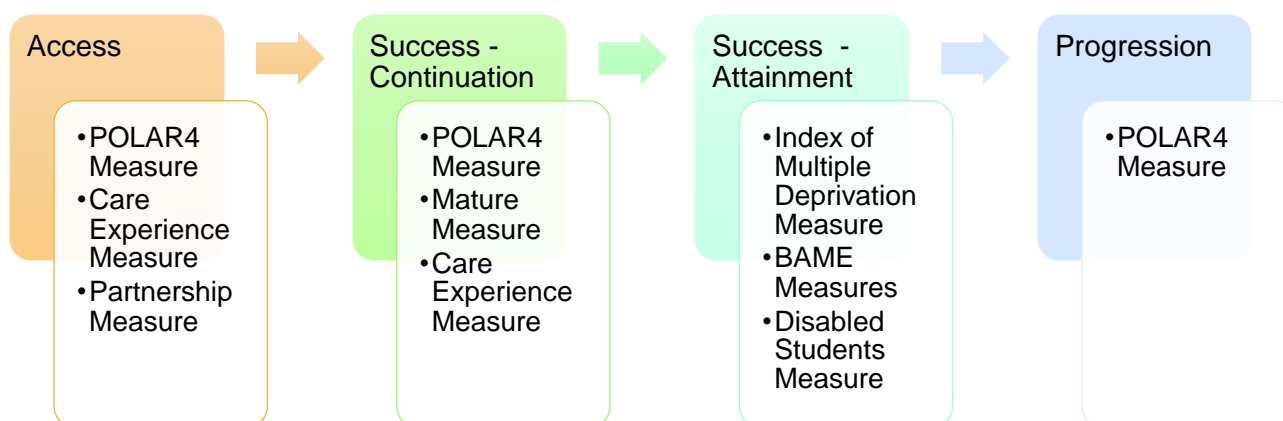 Access
•POLAR4
Measure
•Care
Experience
Measure
•Partnership
Measure
Success -
Continuation
•POLAR4
Measure
•Mature
Measure
•Care
Experience
Measure
Success -
Attainment
•Index of
Multiple
Deprivation
Measure
•BAME
Measures
•Disabled
Students
Measure
Progression
•POLAR4
Measure